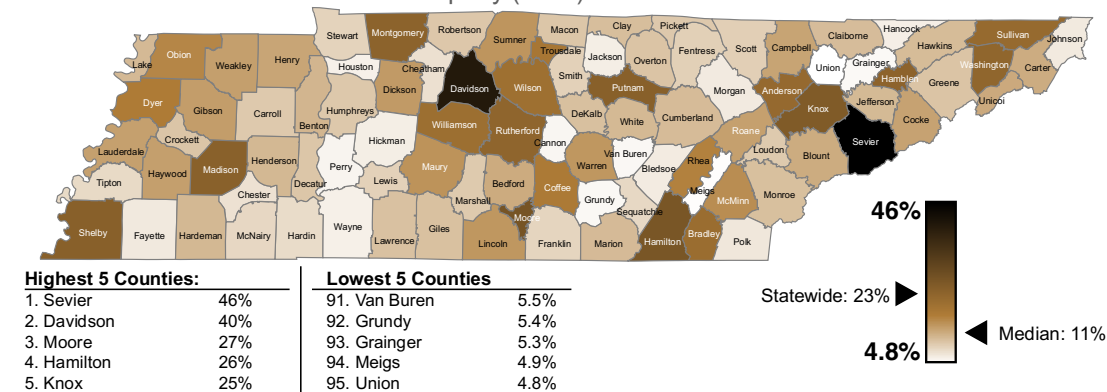 Stewart
Montgomery
Robertson
Sumner
Macon
Clay
Pickett
Trousdale
Jackson
Overton
Fentress
Scott
Campbell
Claiborne
Hancock
Hawkins
Sullivan
Johnson
Lake
Obion
Weakley
Henry
Houston
Cheatham
Dickson
Davidson
Wilson
Smith
Putnam
Morgan
Anderson
Union
Grainger
Hamblen
Greene
Washington
Carter
Unicoi
Dyer
Gibson
Carroll
Benton
Humphreys
Hickman
Williamson
Rutherford
Cannon
DeKalb
White
Cumberland
Roane
Knox
Jefferson
Cocke
Sevier
Blount
Loudon
Lauderdale
Crockett
Haywood
Madison
Henderson
Decatur
Perry
Lewis
Maury
Marshall
Bedford
Coffee
Warren
Van Buren
Bledsoe
Rhea
Meigs
McMinn
Monroe
Tipton
Chester
Shelby
Fayette
Hardeman
McNairy
Hardin
Wayne
Lawrence
Giles
Lincoln
Moore
Franklin
Grundy
Sequatchie
Marion
Hamilton
Bradley
Polk
46%
Statewide: 23%
Median: 11%
4.8%
Highest 5 Counties:
1. Sevier 46%
2. Davidson 40%
3. Moore 27%
4. Hamilton 26%
5. Knox 25%
Lowest 5 Counties
91. Van Buren 5.5%
92. Grundy 5.4%
93. Grainger 5.3%
94. Meigs 4.9%
95. Union 4.8%